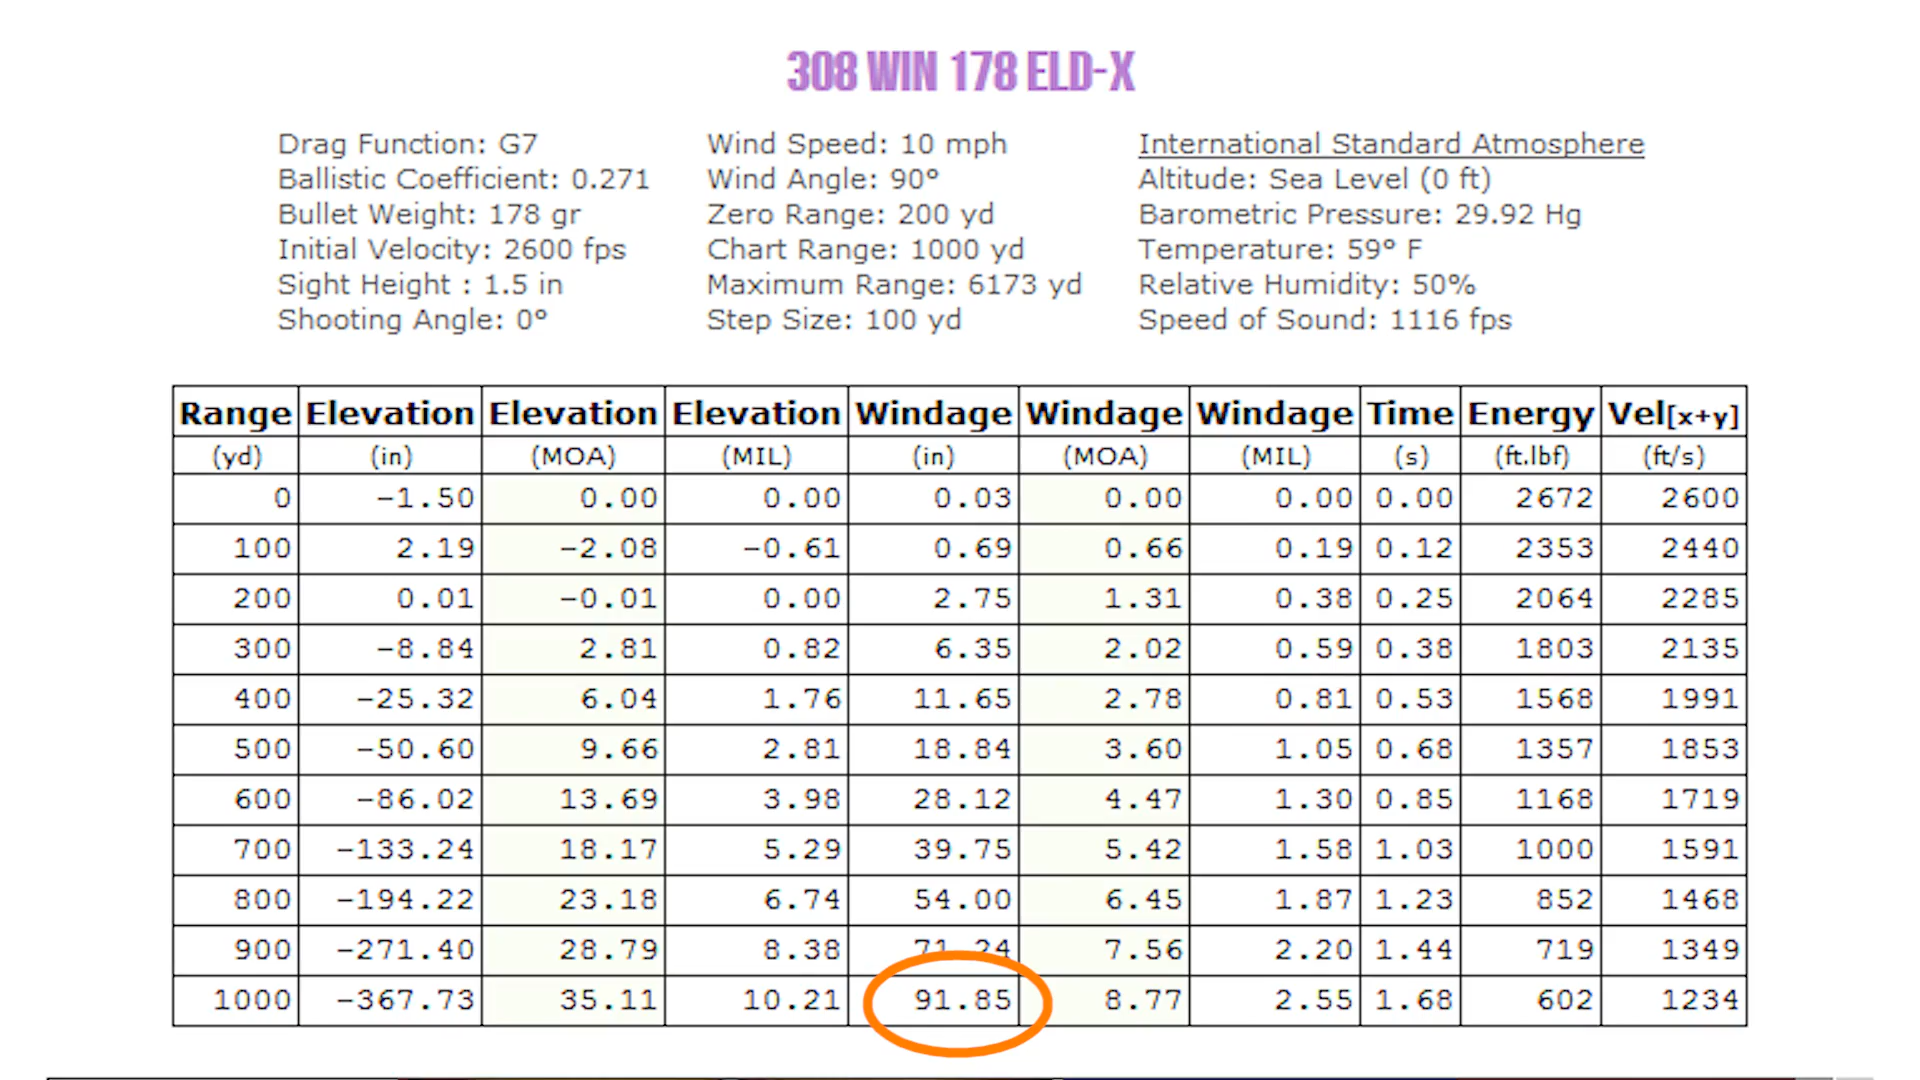 308 WIN 178 ELD-X
Drag Function: G7 Wind Speed: 10 mph International Standard Atmosphere
Ballistic Coefficient: 0.271 Wind Angle: 90° Altitude: Sea Level (0 ft)
Bullet Weight: 178 gr Zero Range: 200 yd Barometric Pressure: 29.92 Hg
Initial Velocity: 2600 fps Chart Range: 1000 yd Temperature: 59° F
Sight Height : 1.5 in Maximum Range: 6173 yd Relative Humidity: 50%
Shooting Angle: 0° Step Size: 100 yd Speed of Sound: 1116 fps
Range Elevation Elevation Elevation Windage Windage Windage Time Energy Vel[x+y]
(yd) (in) (MOA) (MIL) (in) (MOA) (MIL) (s) (ft.lbf) (ft/s)
0 -1.50 0.00 0.00 0.03 0.00 0.00 0.00 2672 2600
100 2.19 -2.08 -0.61 0.69 0.66 0.19 0.12 2353 2440
200 0.01 -0.01 0.00 2.75 1.31 0.38 0.25 2064 2285
300 -8.84 2.81 0.82 6.35 2.02 0.59 0.38 1803 2135
400 -25.32 6.04 1.76 11.65 2.78 0.81 0.53 1568 1991
500 -50.60 9.66 2.81 18.84 3.60 1.05 0.68 1357 1853
600 -86.02 13.69 3.98 28.12 4.47 1.30 0.85 1168 1719
700 -133.24 18.17 5.29 39.75 5.42 1.58 1.03 1000 1591
800 -194.22 23.18 6.74 54.00 6.45 1.87 1.23 852 1468
900 -271.40 28.79 8.38 71.24 7.56 2.20 1.44 719 1349
1000 -367.73 35.11 10.21 91.85 8.77 2.55 1.68 602 1234